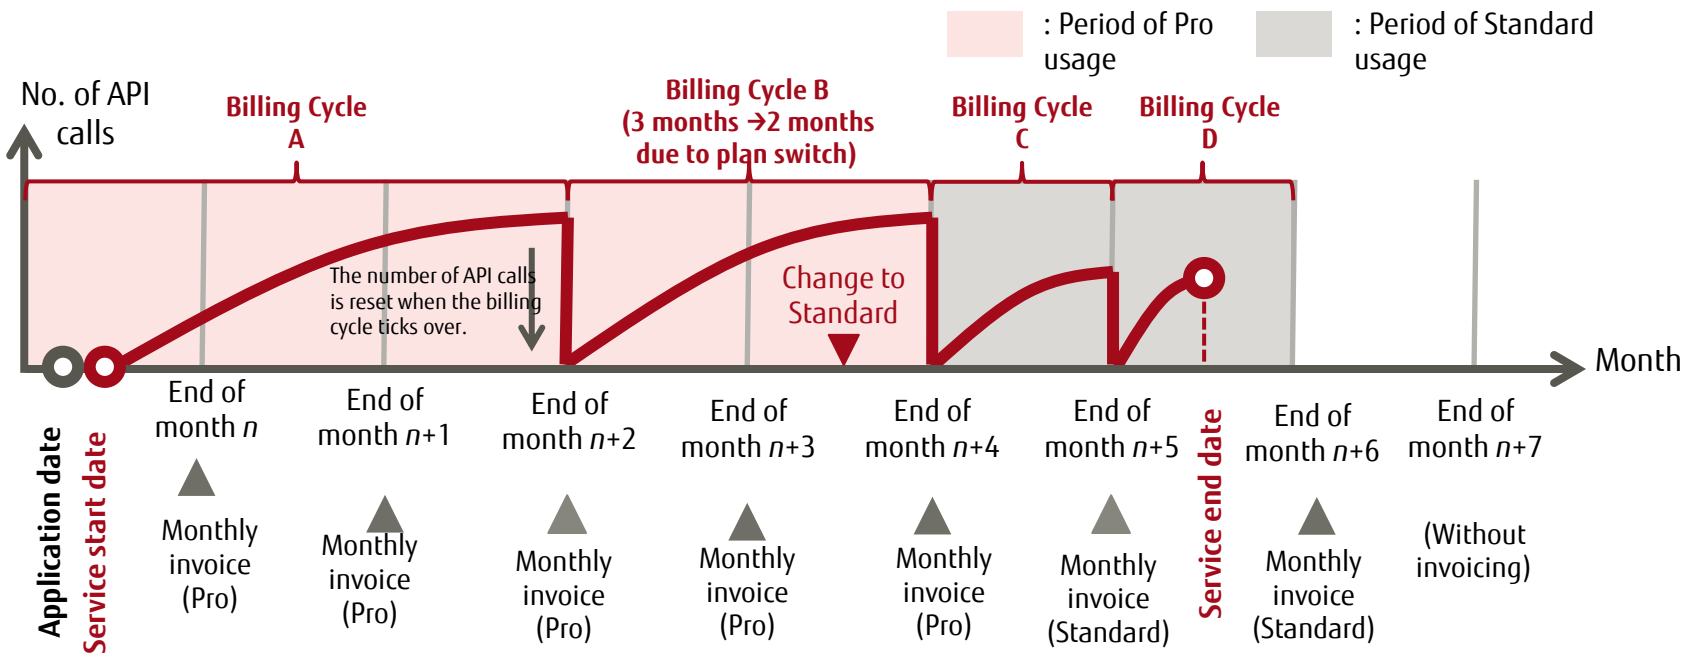 : Period of Pro
usage
: Period of Standard
usage
No. of API
calls
Billing Cycle
A
Billing Cycle B
(3 months →2 months
due to plan switch)
Billing Cycle
C
Billing Cycle
D
The number of API calls
is reset when the billing
cycle ticks over.
Change to
Standard
Month
Application date
Service start date
End of
month n
End of
month n+1
End of
month n+2
End of
month n+3
End of
month n+4
End of
month n+5
Service end date
End of
month n+6
End of
month n+7
Monthly
invoice
(Pro)
Monthly
invoice
(Pro)
Monthly
invoice
(Pro)
Monthly
invoice
(Pro)
Monthly
invoice
(Pro)
Monthly
invoice
(Standard)
Monthly
invoice
(Standard)
(Without
invoicing)